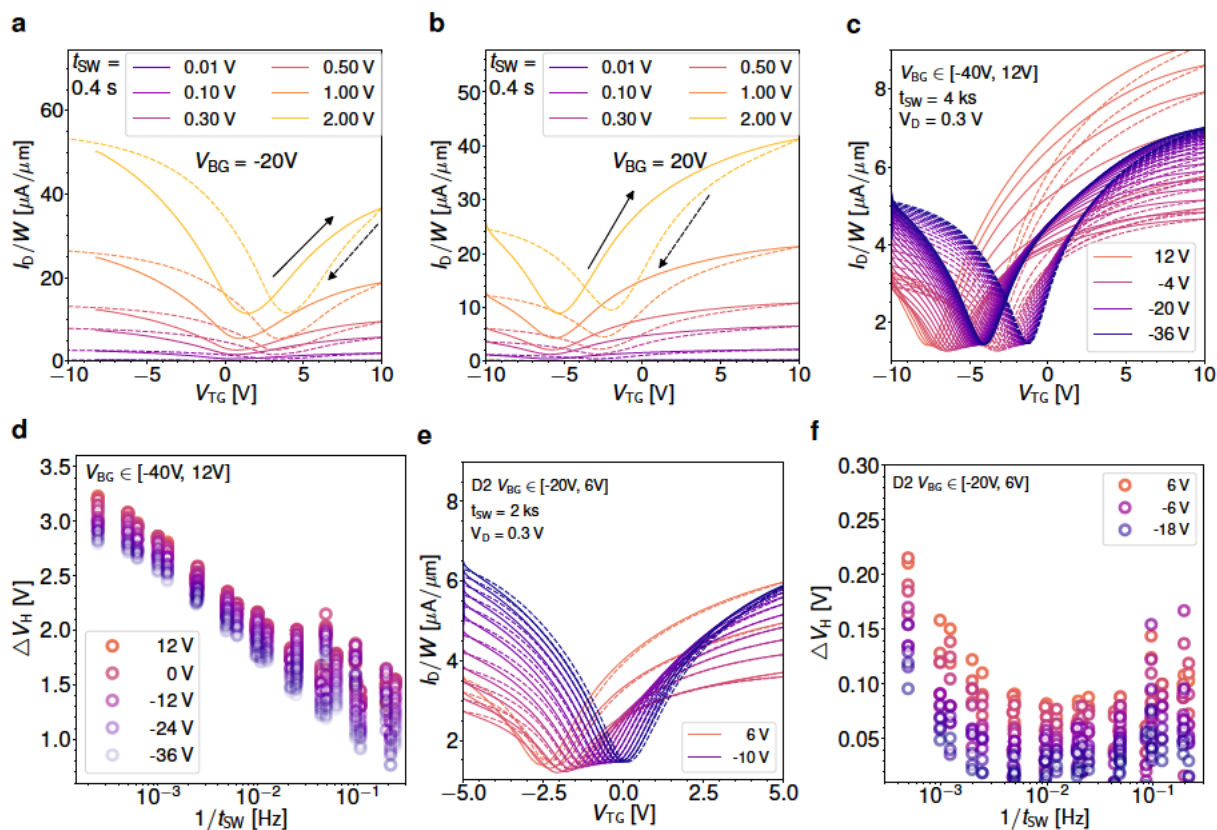 a
t_SW = 0.4 s
0.01 V
0.10 V
0.30 V
0.50 V
1.00 V
2.00 V
V_BG = -20V
I_D/W [μA/μm]
60
40
20
0
−10
−5
0
5
10
V_TG [V]
b
t_SW = 0.4 s
0.01 V
0.10 V
0.30 V
0.50 V
1.00 V
2.00 V
V_BG = 20V
I_D/W [μA/μm]
50
40
30
20
10
0
−10
−5
0
5
10
V_TG [V]
c
V_BG ∈ [-40V, 12V]
t_SW = 4 ks
V_D = 0.3 V
12 V
-4 V
-20 V
-36 V
I_D/W [μA/μm]
8
6
4
2
−10
−5
0
5
10
V_TG [V]
d
V_BG ∈ [-40V, 12V]
12 V
0 V
-12 V
-24 V
-36 V
△V_H [V]
3.5
3.0
2.5
2.0
1.5
1.0
10⁻³
10⁻²
10⁻¹
1/t_SW [Hz]
e
D2 V_BG ∈ [-20V, 6V]
t_SW = 2 ks
V_D = 0.3 V
6 V
-10 V
I_D/W [μA/μm]
8
6
4
2
−5.0
−2.5
0.0
2.5
5.0
V_TG [V]
f
D2 V_BG ∈ [-20V, 6V]
6 V
-6 V
-18 V
△V_H [V]
0.30
0.25
0.20
0.15
0.10
0.05
10⁻³
10⁻²
10⁻¹
1/t_SW [Hz]